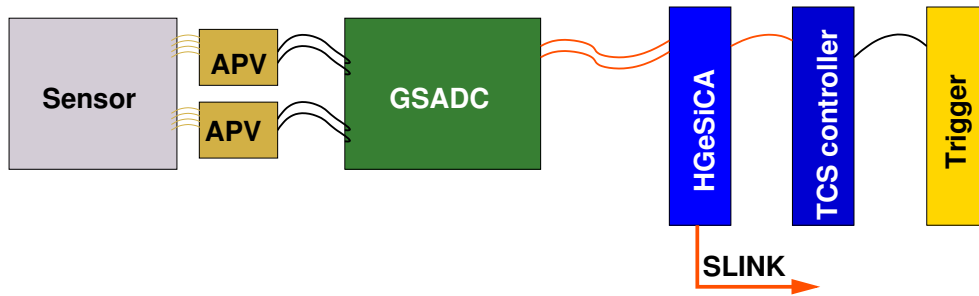 Sensor
APV
APV
GSADC
HGeSiCA
TCS controller
Trigger
SLINK